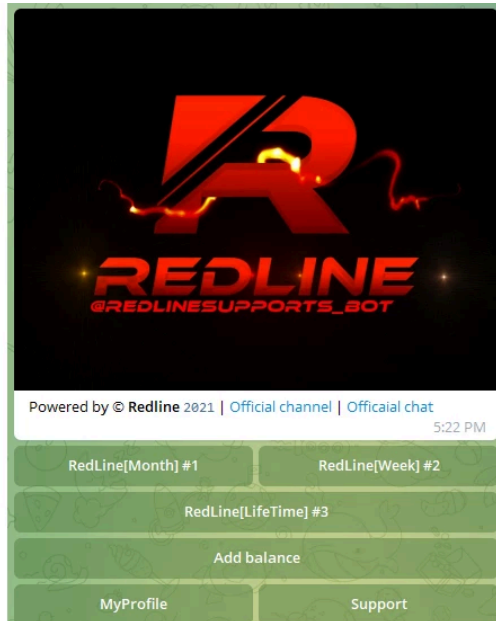 REDLINE
@REDLINESUPPORTS_BOT
Powered by © Redline 2021 | Official channel | Officaial chat
5:22 PM
RedLine[Month] #1 RedLine[Week] #2
RedLine[LifeTime] #3
Add balance
MyProfile Support